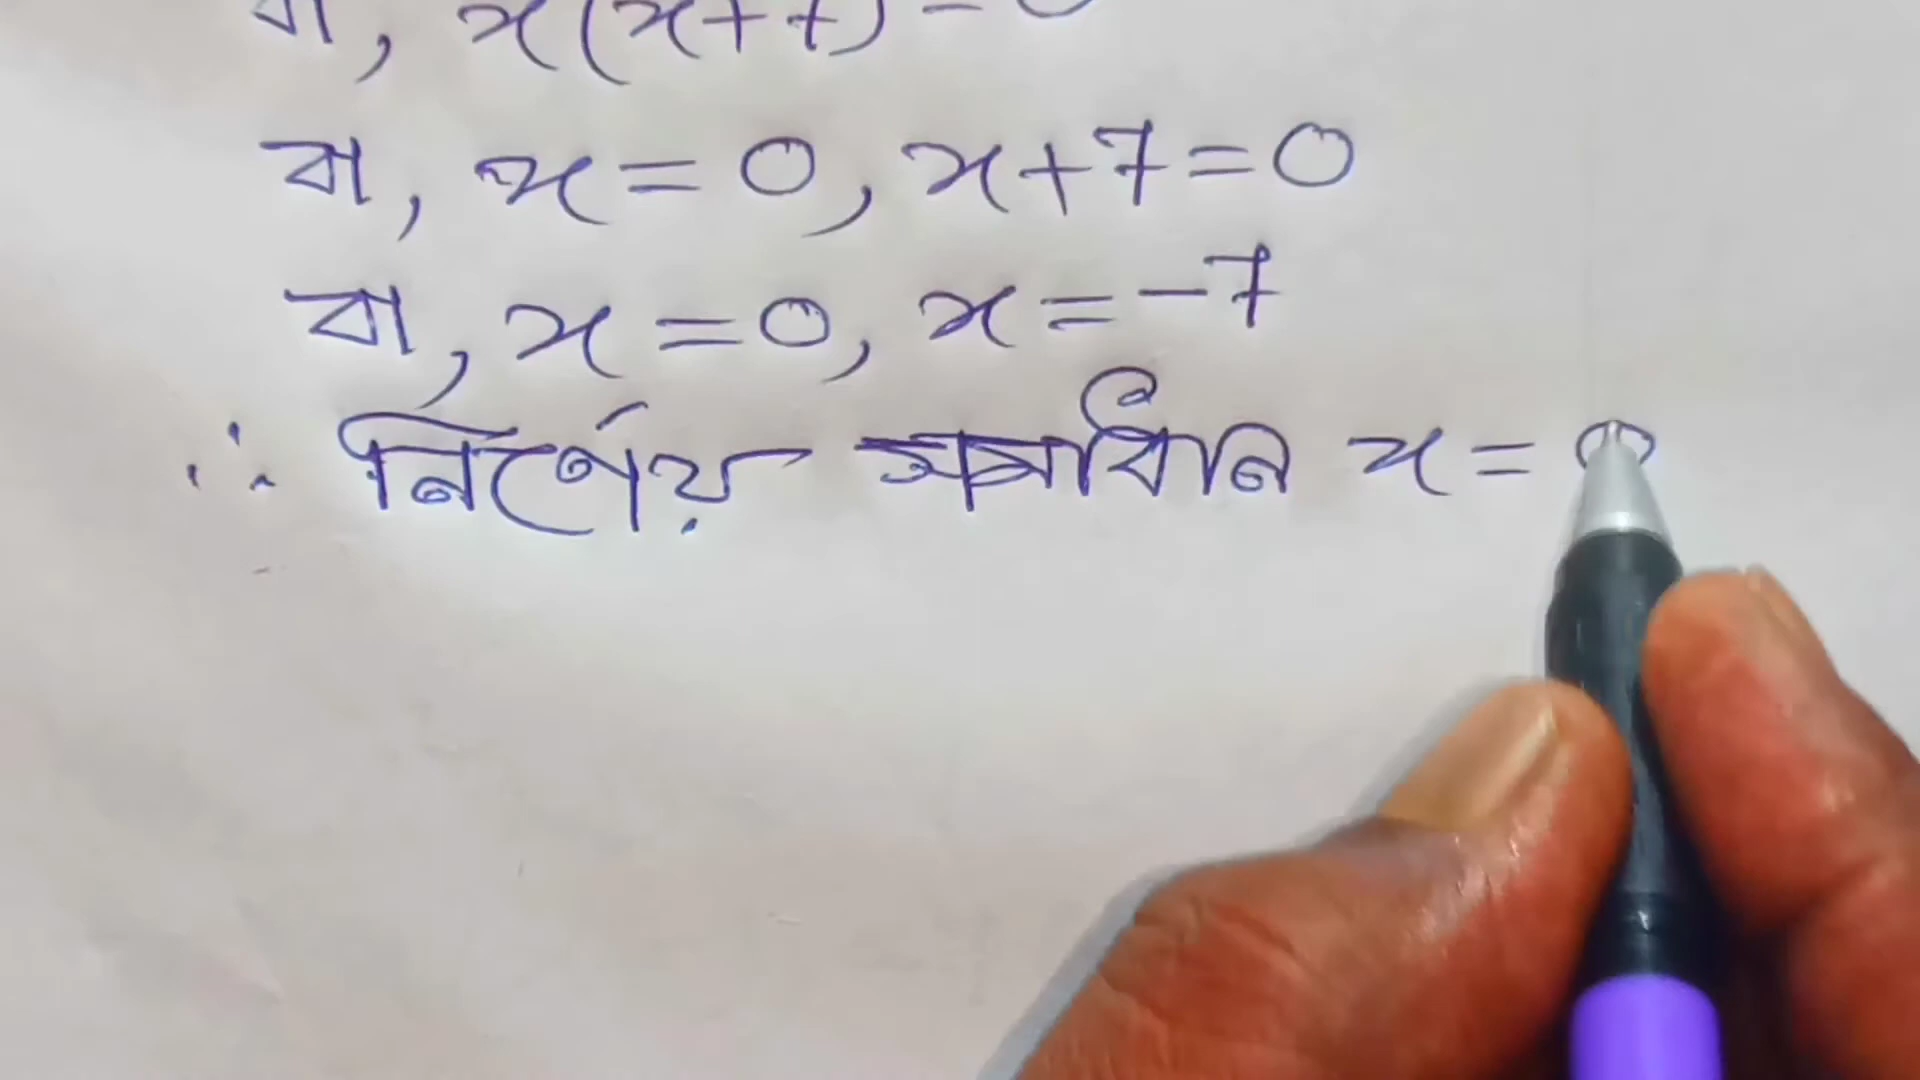 বা, x(x+7) = 0
বা, x = 0, x+7=0
বা, x = 0, x = -7
∴ নির্ণেয় সমাধান x = 0